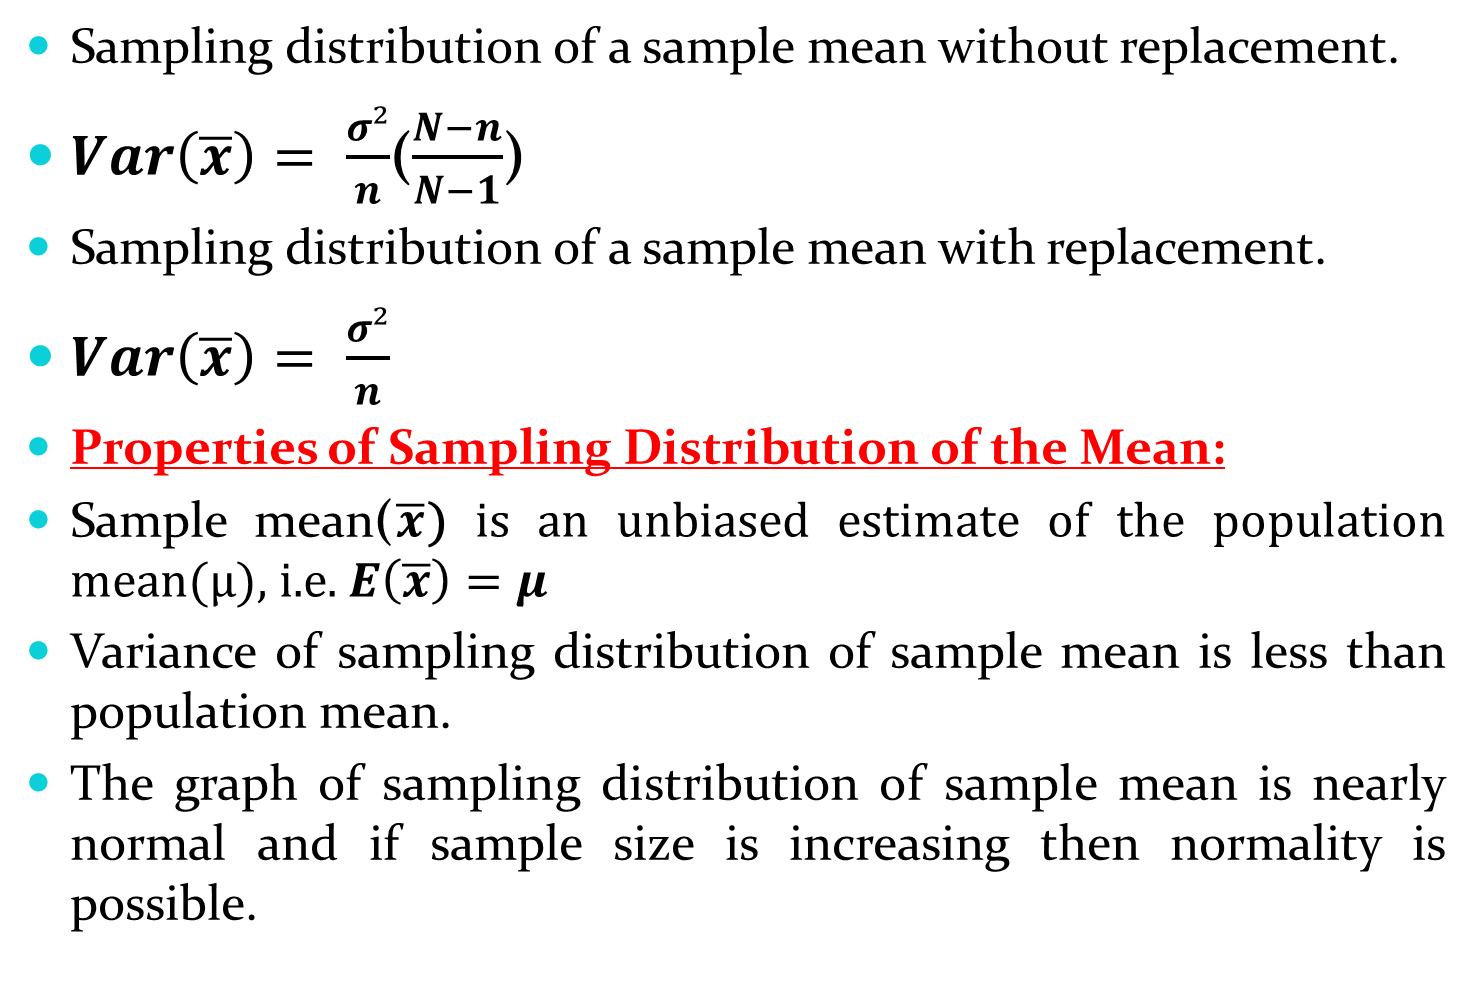 • Sampling distribution of a sample mean without replacement.
• Var(x̅) = σ²/n((N−n)/(N−1))
• Sampling distribution of a sample mean with replacement.
• Var(x̅) = σ²/n
• Properties of Sampling Distribution of the Mean:
• Sample mean(x̅) is an unbiased estimate of the population
mean(μ), i.e. E(x̅) = μ
• Variance of sampling distribution of sample mean is less than
population mean.
• The graph of sampling distribution of sample mean is nearly
normal and if sample size is increasing then normality is
possible.